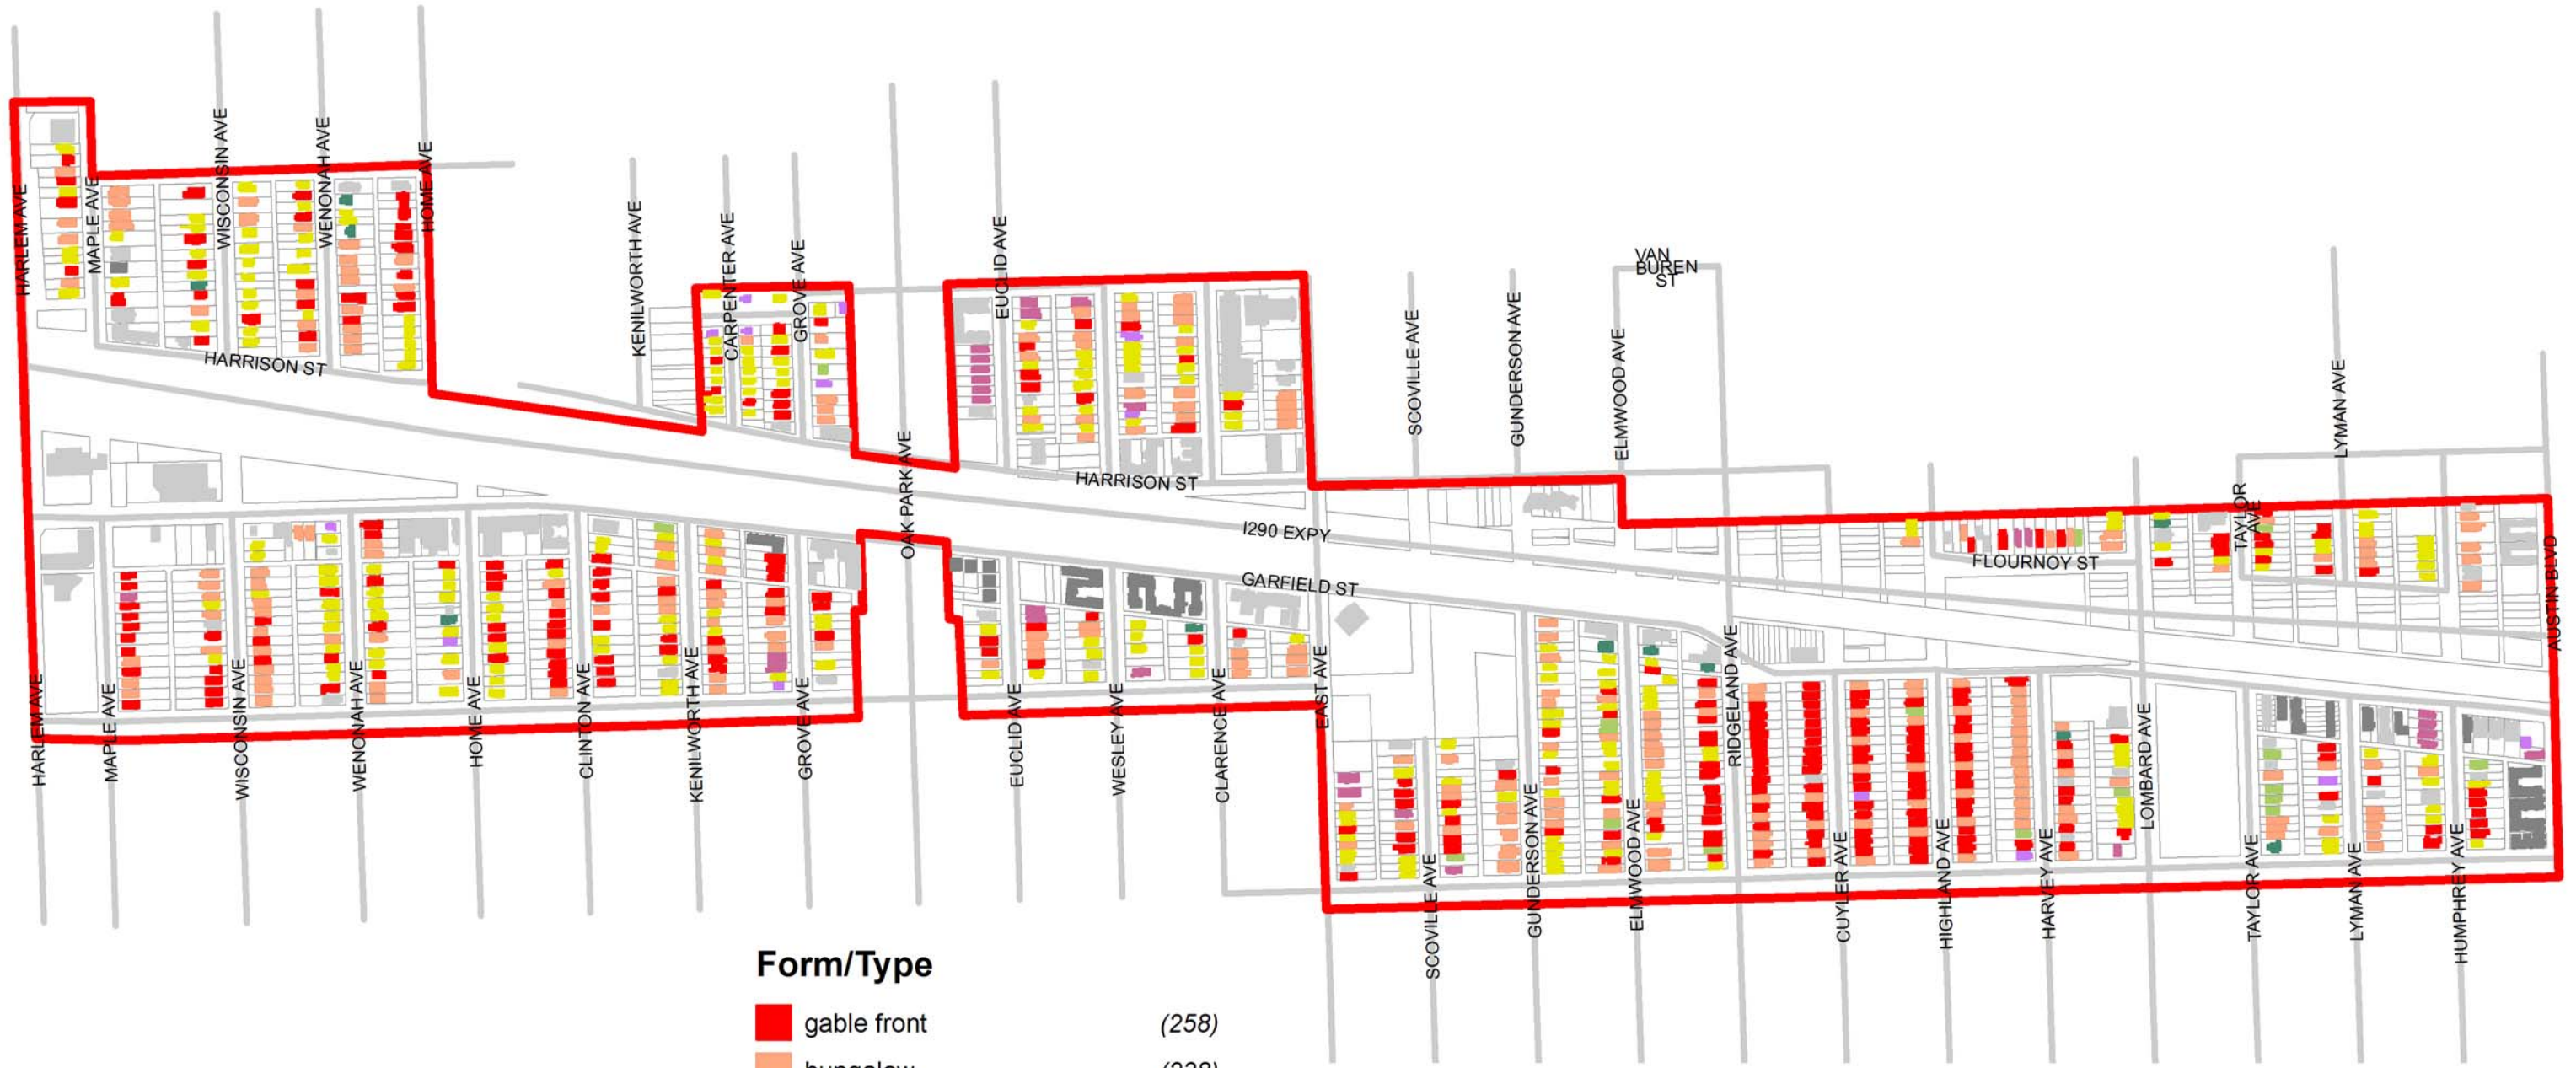 HARLEM AVE
MAPLE AVE
WISCONSIN AVE
WENONAH AVE
HOME AVE
HARRISON ST
KENILWORTH AVE
CARPENTER AVE
GROVE AVE
OAK PARK AVE
EUCLID AVE
HARRISON ST
I290 EXPY
GARFIELD ST
SCOVILLE AVE
GUNDERSON AVE
ELMWOOD AVE
VAN
BUREN
ST
FLOURNOY ST
TAYLOR
AVE
LYMAN AVE
AUSTIN BLVD
HARLEM AVE
MAPLE AVE
WISCONSIN AVE
WENONAH AVE
HOME AVE
CLINTON AVE
KENILWORTH AVE
GROVE AVE
EUCLID AVE
WESLEY AVE
CLARENCE AVE
EAST AVE
SCOVILLE AVE
GUNDERSON AVE
ELMWOOD AVE
RIDGELAND AVE
CUYLER AVE
HIGHLAND AVE
HARVEY AVE
LOMBARD AVE
TAYLOR AVE
LYMAN AVE
HUMPHREY AVE
Form/Type
gable front (258)